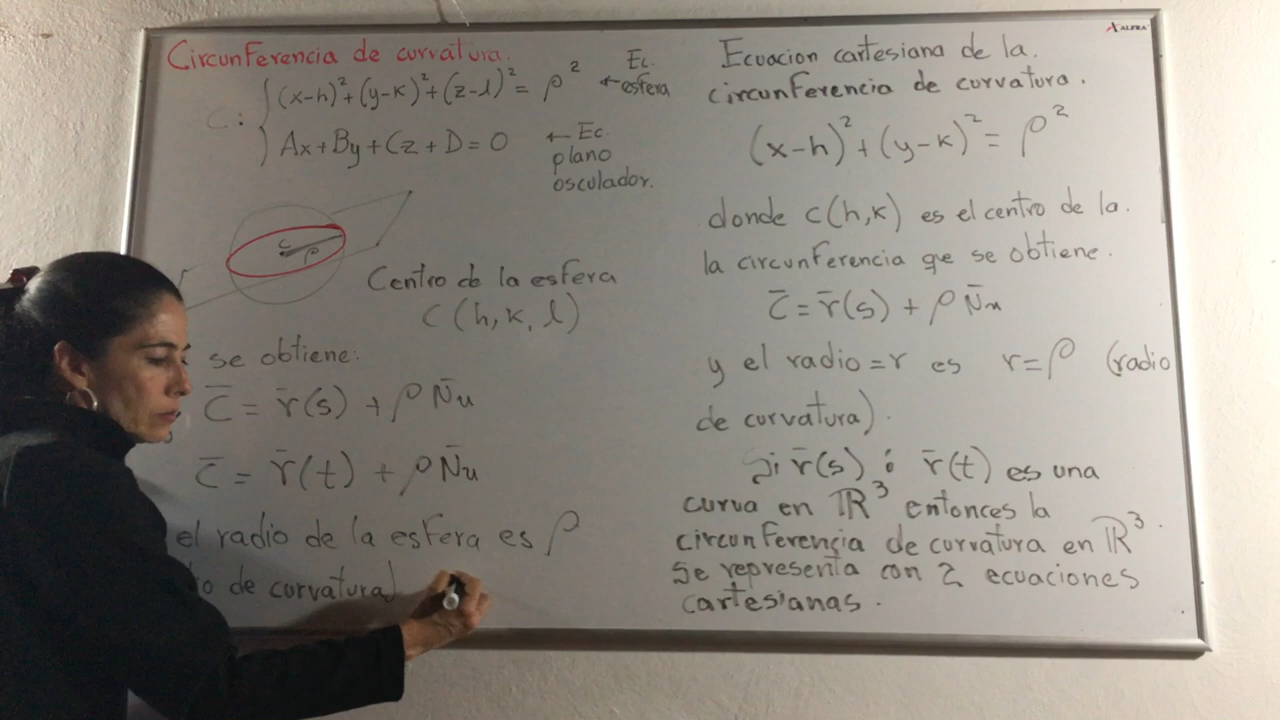 Circunferencia de curvatura.
C: (x-h)²+(y-k)²+(z-l)² = ρ² ← Ec. esfera
Ax+By+Cz+D=0 ← Ec. plano osculador.
C
ρ
Centro de la esfera
C(h, k, l)
se obtiene:
C̄ = r̄(s) + ρ N̄u
C̄ = r̄(t) + ρ N̄u
el radio de la esfera es ρ
de curvatura)
Ecuacion cartesiana de la.
circunferencia de curvatura.
(x-h)² + (y-k)² = ρ²
donde c(h,k) es el centro de la.
la circunferencia que se obtiene.
C̄ = r̄(s) + ρ N̄u
y el radio = r es r = ρ (radio
de curvatura).
Si r̄(s) ó r̄(t) es una
curva en ℝ³ entonces la
circunferencia de curvatura en ℝ³.
se representa con 2 ecuaciones
cartesianas.
ALFRA